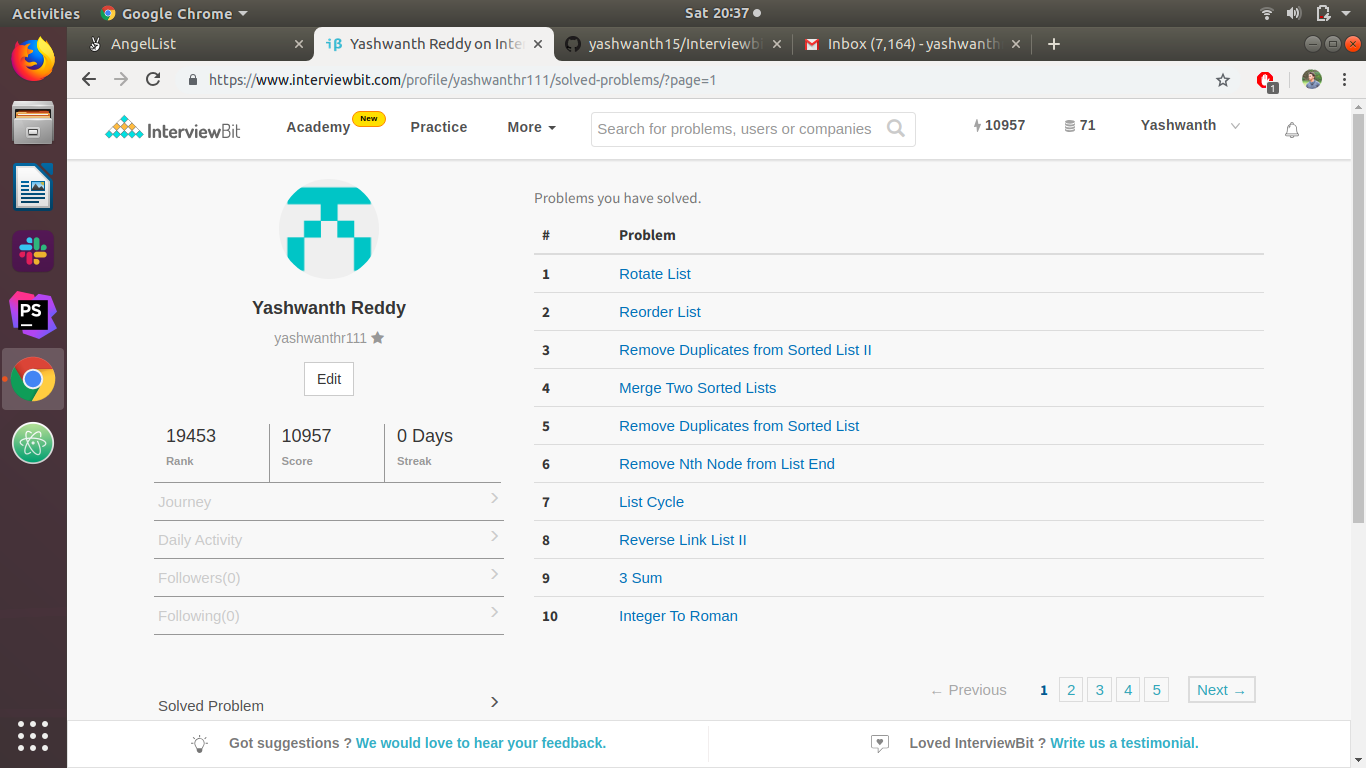 Activities Google Chrome Sat 20:37
AngelList Yashwanth Reddy on Inte yashwanth15/Interviewb Inbox (7,164) - yashwanth
https://www.interviewbit.com/profile/yashwanthr111/solved-problems/?page=1
1
InterviewBit Academy New Practice More Search for problems, users or companies 10957 71 Yashwanth
Problems you have solved.
# Problem
1 Rotate List
2 Reorder List
3 Remove Duplicates from Sorted List II
4 Merge Two Sorted Lists
5 Remove Duplicates from Sorted List
6 Remove Nth Node from List End
7 List Cycle
8 Reverse Link List II
9 3 Sum
10 Integer To Roman
← Previous 1 2 3 4 5 Next →
Yashwanth Reddy
yashwanthr111
Edit
19453 10957 0 Days
Rank Score Streak
Journey
Daily Activity
Followers(0)
Following(0)
Solved Problem
Got suggestions ? We would love to hear your feedback.
Loved InterviewBit ? Write us a testimonial.
PS